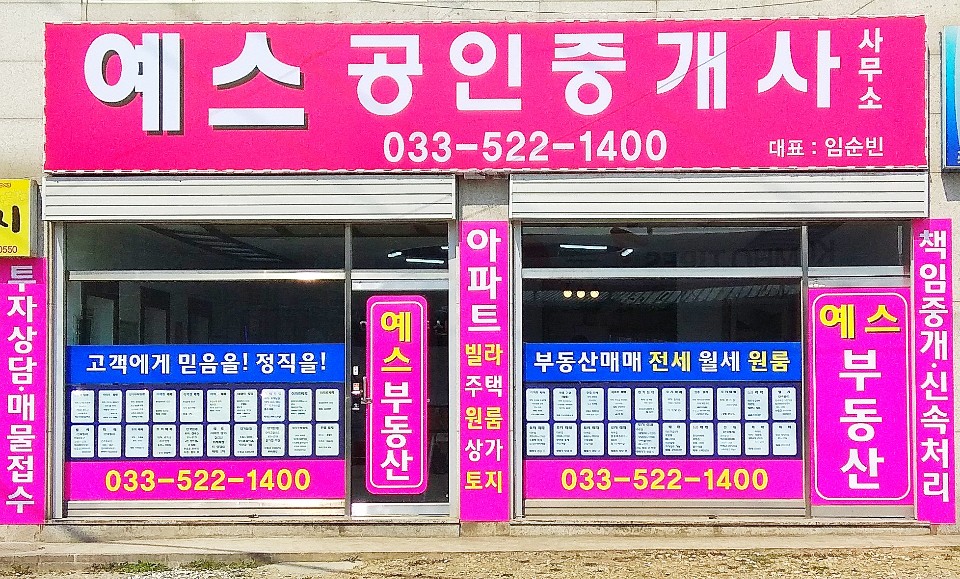 예스 공인중개사 사무소
033-522-1400
대표 : 임순빈
시
0550
투자상담·매물접수
고객에게 믿음을! 정직을!
033-522-1400
예스부동산
아파트
빌라
주택
원룸
상가
토지
부동산매매 전세 월세 원룸
033-522-1400
예스
부동산
책임중개·신속처리